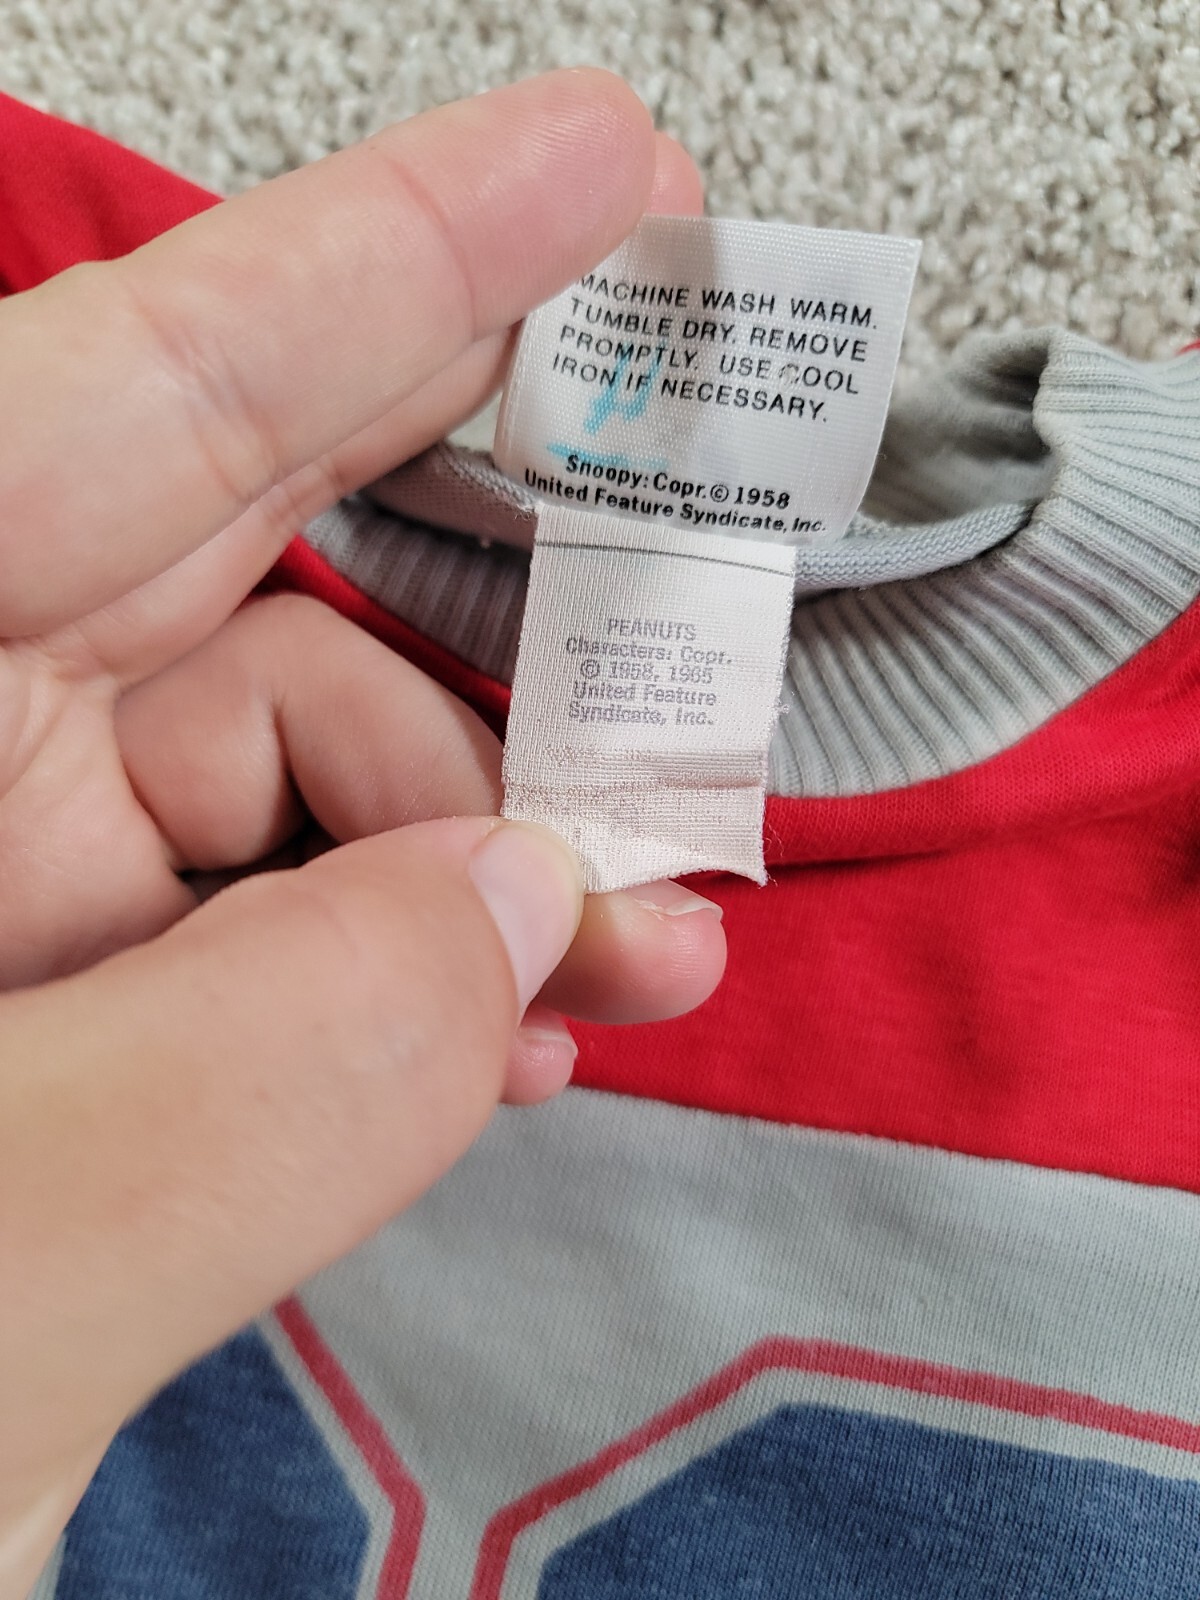 MACHINE WASH WARM.
TUMBLE DRY. REMOVE
PROMPTLY. USE COOL
IRON IF NECESSARY.
Snoopy: Copr. © 1958
United Feature Syndicate, Inc.
PEANUTS
Characters: Copr.
© 1958, 1965
United Feature
Syndicate, Inc.